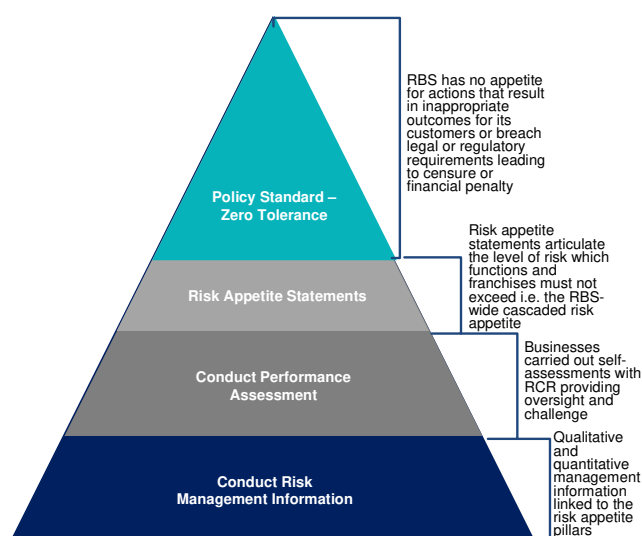 RBS has no appetite
for actions that result
in inappropriate
outcomes for its
customers or breach
legal or regulatory
requirements leading
to censure or
financial penalty
Policy Standard –
Zero Tolerance
Risk appetite
statements articulate
the level of risk which
functions and
franchises must not
exceed i.e. the RBS-
wide cascaded risk
appetite
Risk Appetite Statements
Businesses
carried out self-
assessments with
RCR providing
oversight and
challenge
Conduct Performance
Assessment
Qualitative
and
quantitative
management
information
linked to the
risk appetite
pillars
Conduct Risk
Management Information